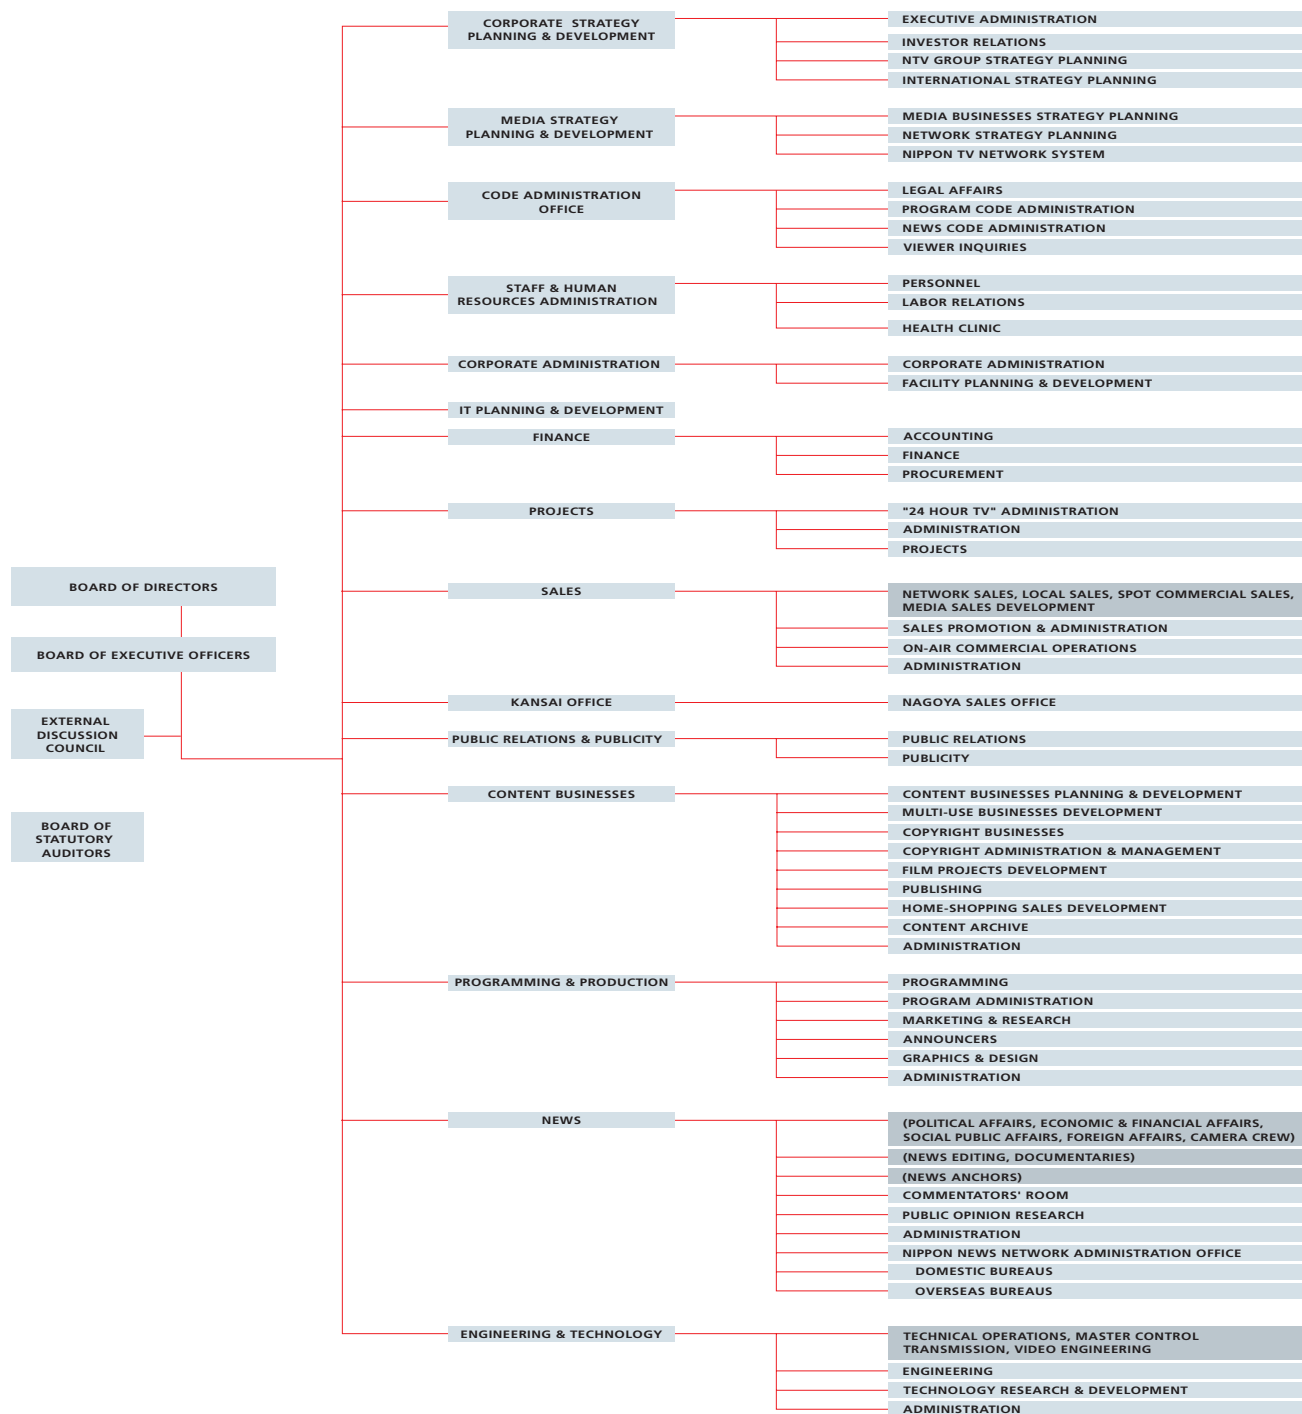 BOARD OF DIRECTORS
BOARD OF EXECUTIVE OFFICERS
EXTERNAL
DISCUSSION
COUNCIL
BOARD OF
STATUTORY
AUDITORS
CORPORATE STRATEGY
PLANNING & DEVELOPMENT
EXECUTIVE ADMINISTRATION
INVESTOR RELATIONS
NTV GROUP STRATEGY PLANNING
INTERNATIONAL STRATEGY PLANNING
MEDIA STRATEGY
PLANNING & DEVELOPMENT
MEDIA BUSINESSES STRATEGY PLANNING
NETWORK STRATEGY PLANNING
NIPPON TV NETWORK SYSTEM
CODE ADMINISTRATION
OFFICE
LEGAL AFFAIRS
PROGRAM CODE ADMINISTRATION
NEWS CODE ADMINISTRATION
VIEWER INQUIRIES
STAFF & HUMAN
RESOURCES ADMINISTRATION
PERSONNEL
LABOR RELATIONS
HEALTH CLINIC
CORPORATE ADMINISTRATION
CORPORATE ADMINISTRATION
FACILITY PLANNING & DEVELOPMENT
IT PLANNING & DEVELOPMENT
FINANCE
ACCOUNTING
FINANCE
PROCUREMENT
PROJECTS
"24 HOUR TV" ADMINISTRATION
ADMINISTRATION
PROJECTS
SALES
NETWORK SALES, LOCAL SALES, SPOT COMMERCIAL SALES,
MEDIA SALES DEVELOPMENT
SALES PROMOTION & ADMINISTRATION
ON-AIR COMMERCIAL OPERATIONS
ADMINISTRATION
KANSAI OFFICE
NAGOYA SALES OFFICE
PUBLIC RELATIONS & PUBLICITY
PUBLIC RELATIONS
PUBLICITY
CONTENT BUSINESSES
CONTENT BUSINESSES PLANNING & DEVELOPMENT
MULTI-USE BUSINESSES DEVELOPMENT
COPYRIGHT BUSINESSES
COPYRIGHT ADMINISTRATION & MANAGEMENT
FILM PROJECTS DEVELOPMENT
PUBLISHING
HOME-SHOPPING SALES DEVELOPMENT
CONTENT ARCHIVE
ADMINISTRATION
PROGRAMMING & PRODUCTION
PROGRAMMING
PROGRAM ADMINISTRATION
MARKETING & RESEARCH
ANNOUNCERS
GRAPHICS & DESIGN
ADMINISTRATION
NEWS
(POLITICAL AFFAIRS, ECONOMIC & FINANCIAL AFFAIRS,
SOCIAL PUBLIC AFFAIRS, FOREIGN AFFAIRS, CAMERA CREW)
(NEWS EDITING, DOCUMENTARIES)
(NEWS ANCHORS)
COMMENTATORS' ROOM
PUBLIC OPINION RESEARCH
ADMINISTRATION
NIPPON NEWS NETWORK ADMINISTRATION OFFICE
DOMESTIC BUREAUS
OVERSEAS BUREAUS
ENGINEERING & TECHNOLOGY
TECHNICAL OPERATIONS, MASTER CONTROL
TRANSMISSION, VIDEO ENGINEERING
ENGINEERING
TECHNOLOGY RESEARCH & DEVELOPMENT
ADMINISTRATION